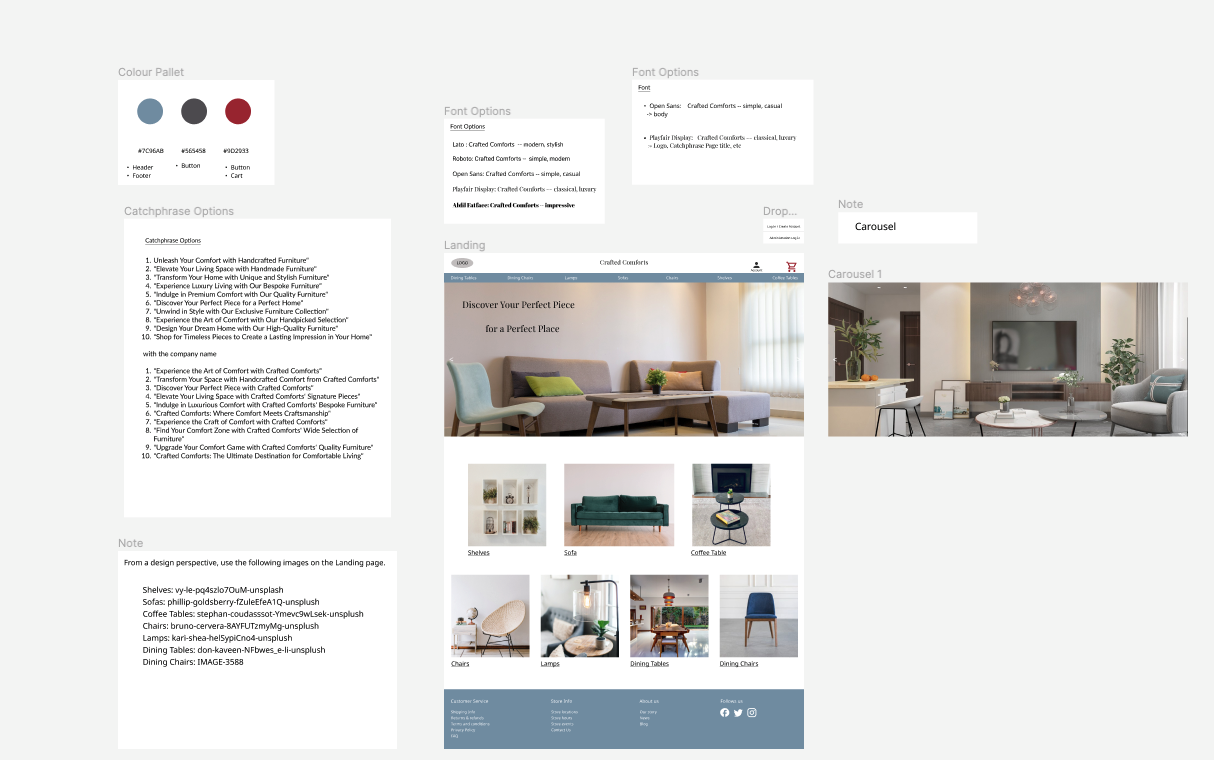 Colour Pallet
#7C96AB
#565458
#9D2933
• Header
• Footer
• Button
• Button
• Cart
Font Options
Font Options
Lato : Crafted Comforts -- modern, stylish
Roboto: Crafted Comforts -- simple, modern
Open Sans: Crafted Comforts -- simple, casual
Playfair Display: Crafted Comforts -- classical, luxury
Abdil Fatface: Crafted Comforts -- impressive
Font Options
Font
• Open Sans: Crafted Comforts -- simple, casual
-> body
• Playfair Display: Crafted Comforts -- classical, luxury
-> Logo, Catchphrase Page title, etc
Catchphrase Options
Catchphrase Options
1. Unleash Your Comfort with Handcrafted Furniture"
2. "Elevate Your Living Space with Handmade Furniture"
3. "Transform Your Home with Unique and Stylish Furniture"
4. "Experience Luxury Living with Our Bespoke Furniture"
5. "Indulge in Premium Comfort with Our Quality Furniture"
6. "Discover Your Perfect Piece for a Perfect Home"
7. "Unwind in Style with Our Exclusive Furniture Collection"
8. "Experience the Art of Comfort with Our Handpicked Selection"
9. "Design Your Dream Home with Our High-Quality Furniture"
10. "Shop for Timeless Pieces to Create a Lasting Impression in Your Home"
with the company name
1. "Experience the Art of Comfort with Crafted Comforts"
2. "Transform Your Space with Handcrafted Comfort from Crafted Comforts"
3. "Discover Your Perfect Piece with Crafted Comforts"
4. "Elevate Your Living Space with Crafted Comforts' Signature Pieces"
5. "Indulge in Luxurious Comfort with Crafted Comforts' Bespoke Furniture"
6. "Crafted Comforts: Where Comfort Meets Craftsmanship"
7. "Experience the Craft of Comfort with Crafted Comforts"
8. "Find Your Comfort Zone with Crafted Comforts' Wide Selection of
Furniture"
9. "Upgrade Your Comfort Game with Crafted Comforts' Quality Furniture"
10. "Crafted Comforts: The Ultimate Destination for Comfortable Living"
Note
From a design perspective, use the following images on the Landing page.
Shelves: vy-le-pq4szlo7OuM-unsplash
Sofas: phillip-goldsberry-fZuleEfeA1Q-unsplush
Coffee Tables: stephan-coudasssot-Ymevc9wLsek-unsplush
Chairs: bruno-cervera-8AYFUTzmyMg-unsplush
Lamps: kari-shea-helSypiCno4-unsplush
Dining Tables: don-kaveen-NFbwes_e-li-unsplush
Dining Chairs: IMAGE-3588
Drop...
Log in / Create Account
Administrator Log In
Note
Carousel
Carousel 1
Landing
LOGO
Crafted Comforts
Account
Dining Tables
Dining Chairs
Lamps
Sofas
Chairs
Shelves
Coffee Tables
Discover Your Perfect Piece
for a Perfect Place
Shelves
Sofa
Coffee Table
Chairs
Lamps
Dining Tables
Dining Chairs
Customer Service
Shipping Info
Returns & refunds
Terms and conditions
Privacy Policy
FAQ
Store Info
Store locations
Store hours
Store events
Contact Us
About us
Our story
News
Blog
Follows us